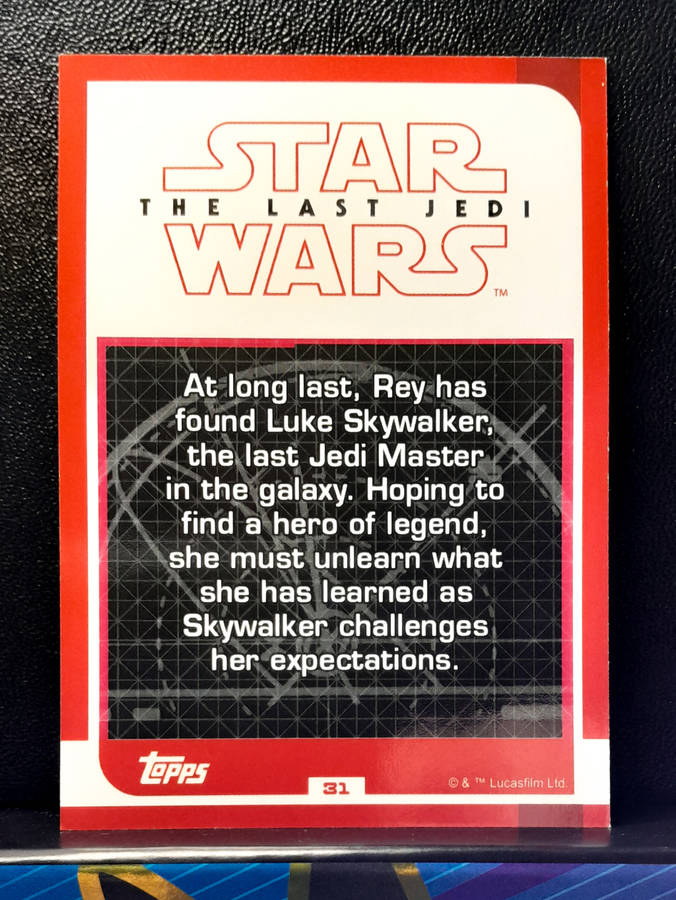 STAR
THE LAST JEDI
WARS™
At long last, Rey has
found Luke Skywalker,
the last Jedi Master
in the galaxy. Hoping to
find a hero of legend,
she must unlearn what
she has learned as
Skywalker challenges
her expectations.
topps
31
© & ™ Lucasfilm Ltd.